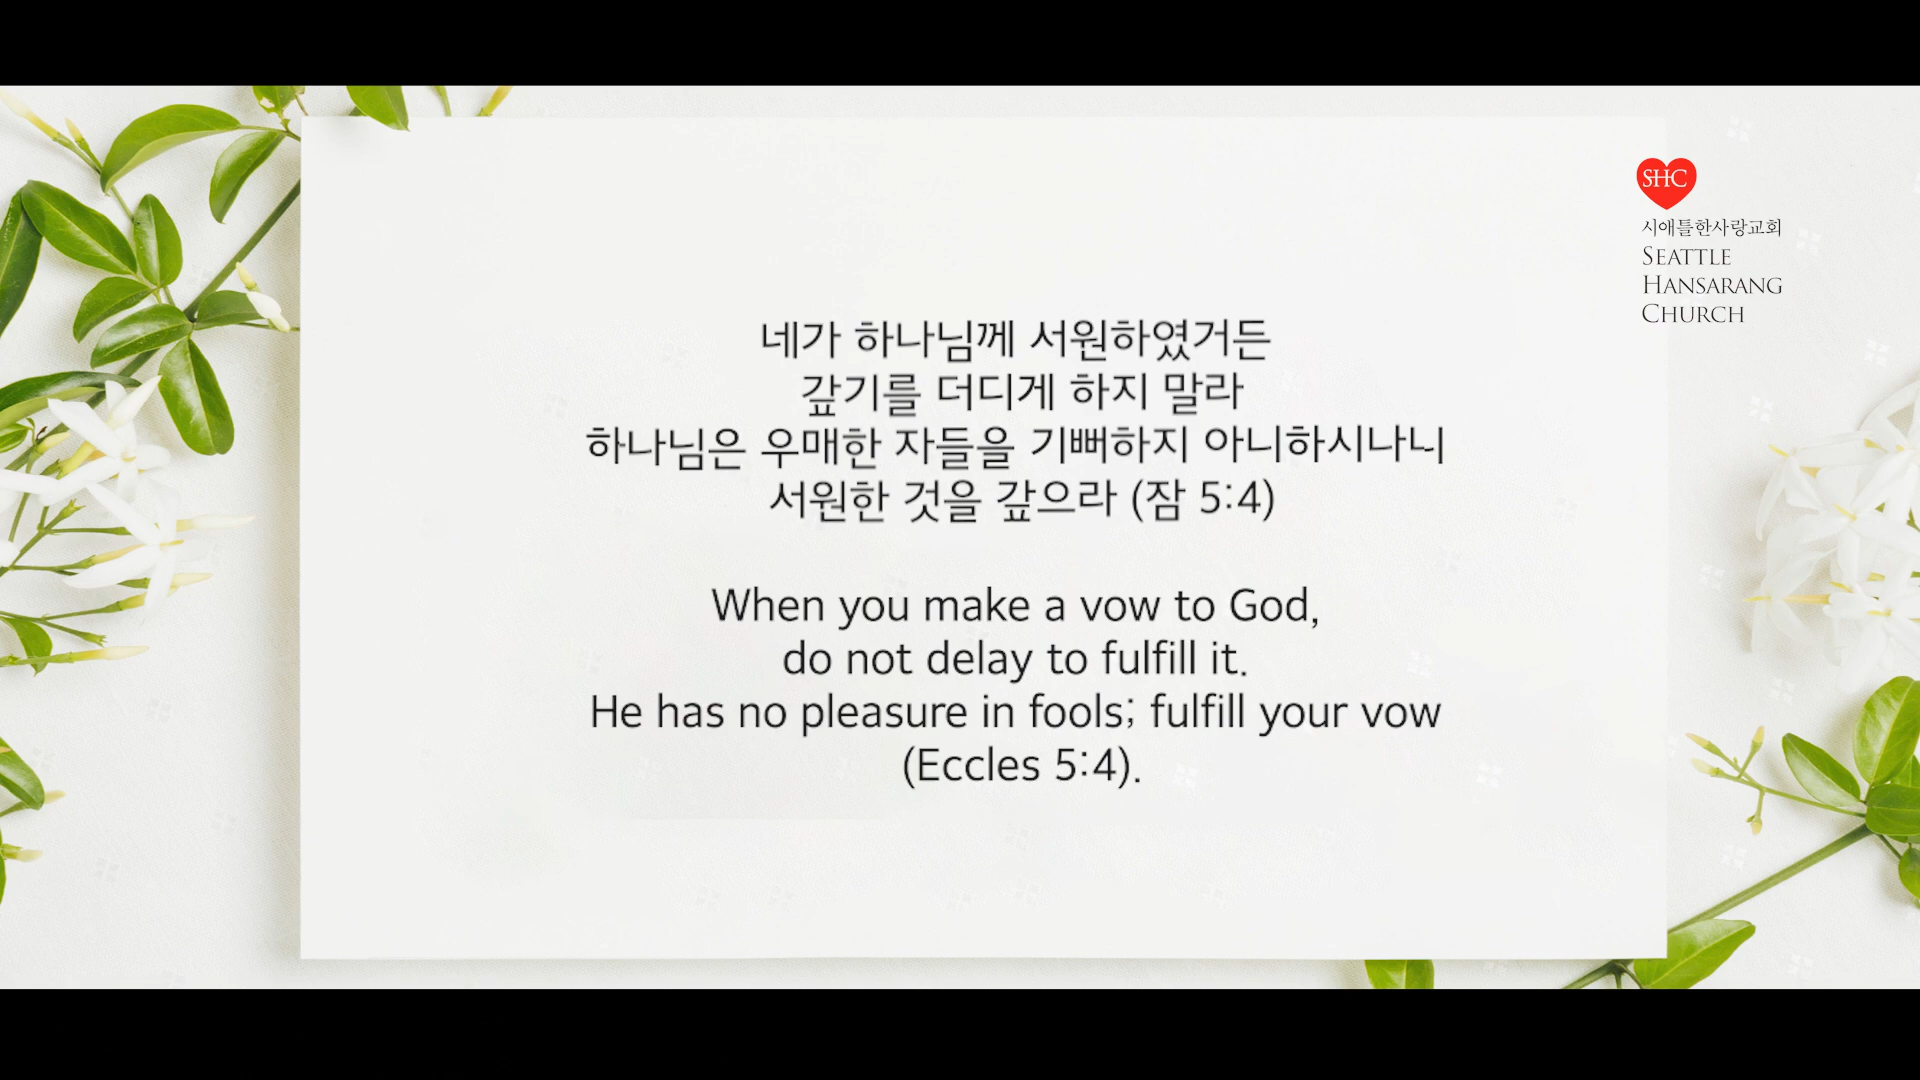 SHC
시애틀한사랑교회
SEATTLE
HANSARANG
CHURCH
네가 하나님께 서원하였거든
갚기를 더디게 하지 말라
하나님은 우매한 자들을 기뻐하지 아니하시나니
서원한 것을 갚으라 (잠 5:4)
When you make a vow to God,
do not delay to fulfill it.
He has no pleasure in fools; fulfill your vow
(Eccles 5:4).